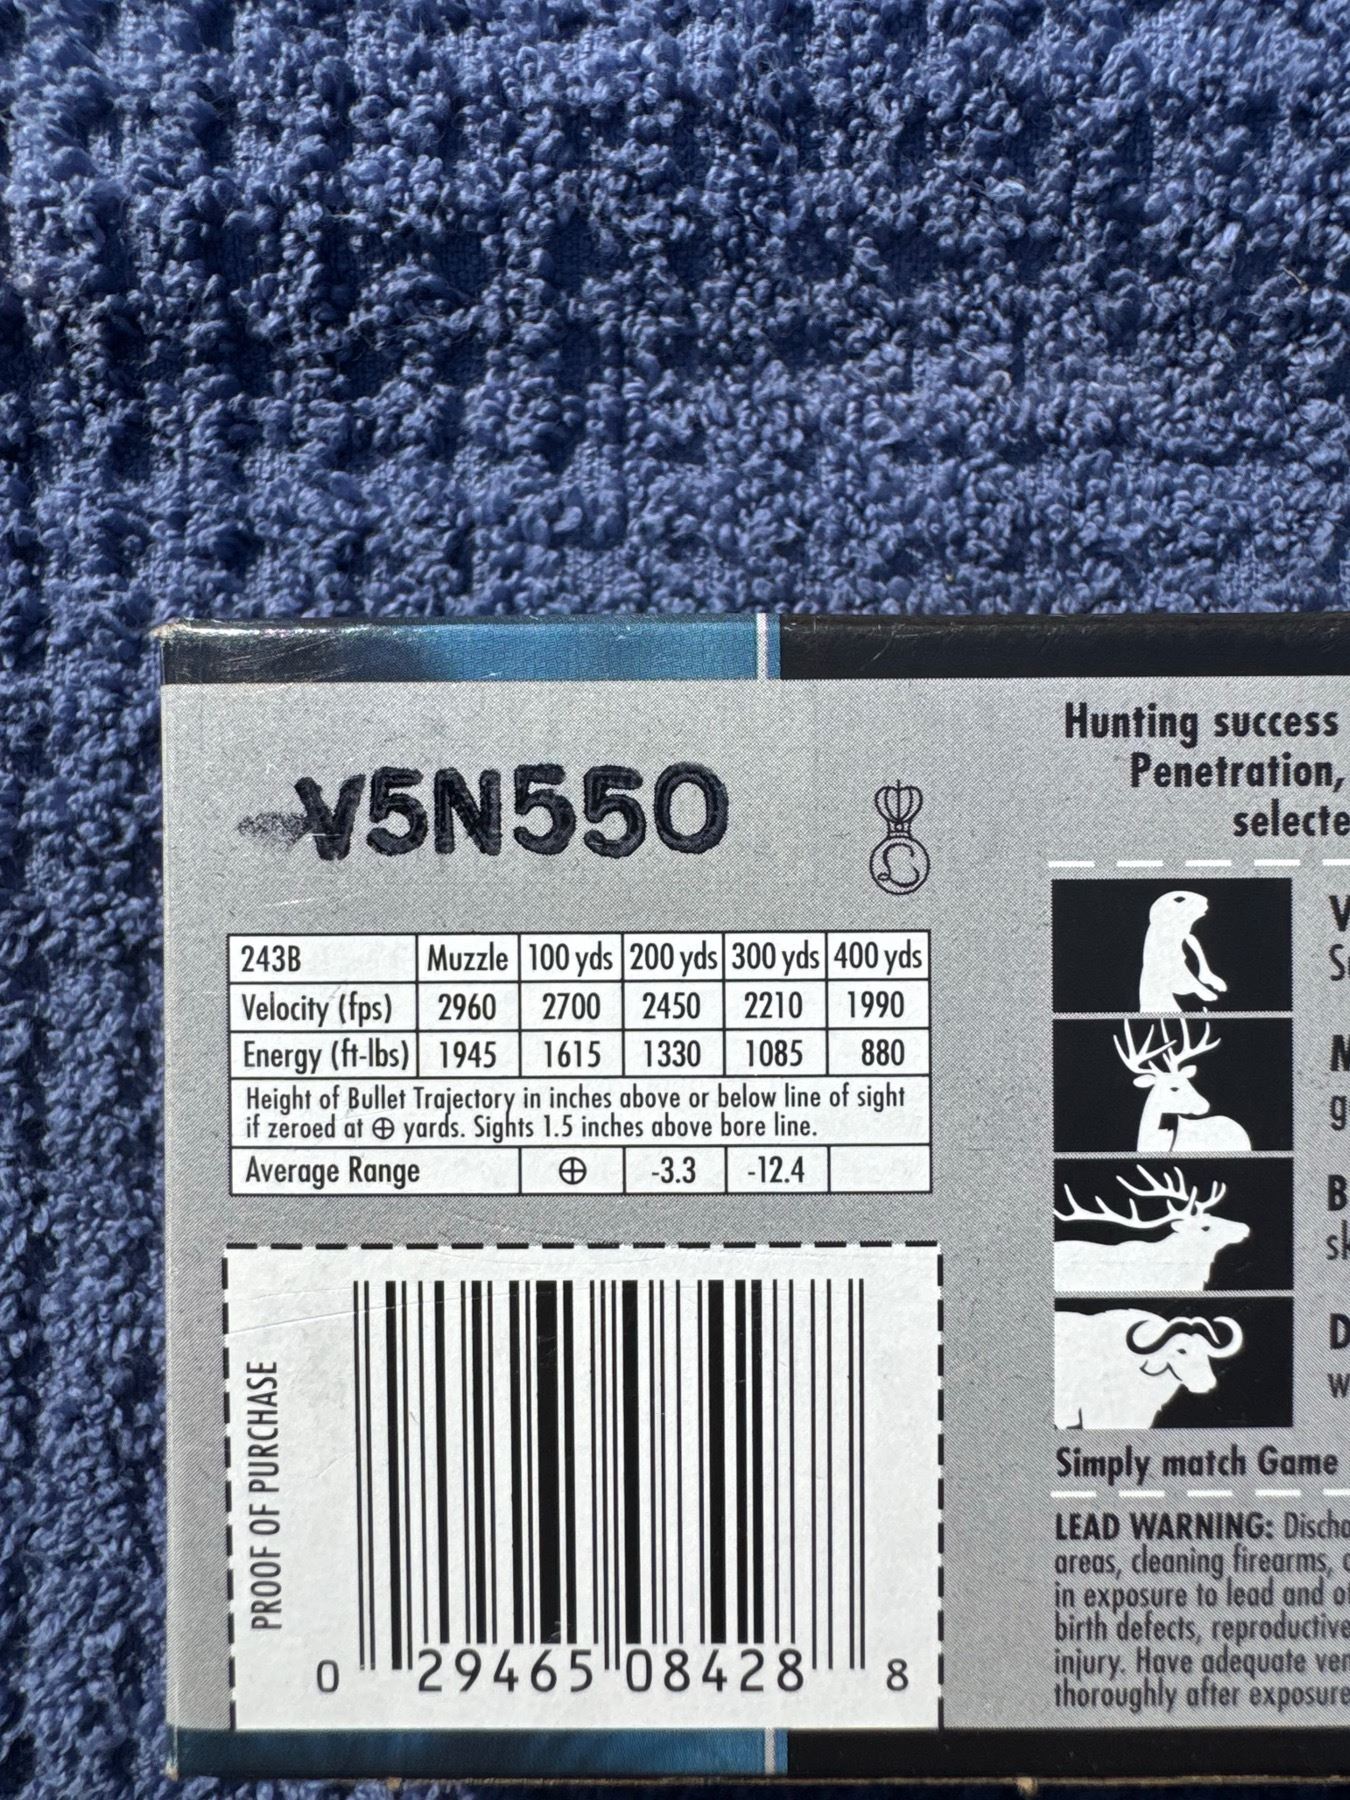 V5N550
L
243B Muzzle 100 yds 200 yds 300 yds 400 yds
Velocity (fps) 2960 2700 2450 2210 1990
Energy (ft-lbs) 1945 1615 1330 1085 880
Height of Bullet Trajectory in inches above or below line of sight
if zeroed at ⊕ yards. Sights 1.5 inches above bore line.
Average Range ⊕ -3.3 -12.4
PROOF OF PURCHASE
0 29465 08428 8
Hunting success
Penetration,
selecte
V
M
g
B
sk
D
w
Simply match Game
LEAD WARNING: Discha
areas, cleaning firearms,
in exposure to lead and ot
birth defects, reproductive
injury. Have adequate ven
thoroughly after exposure